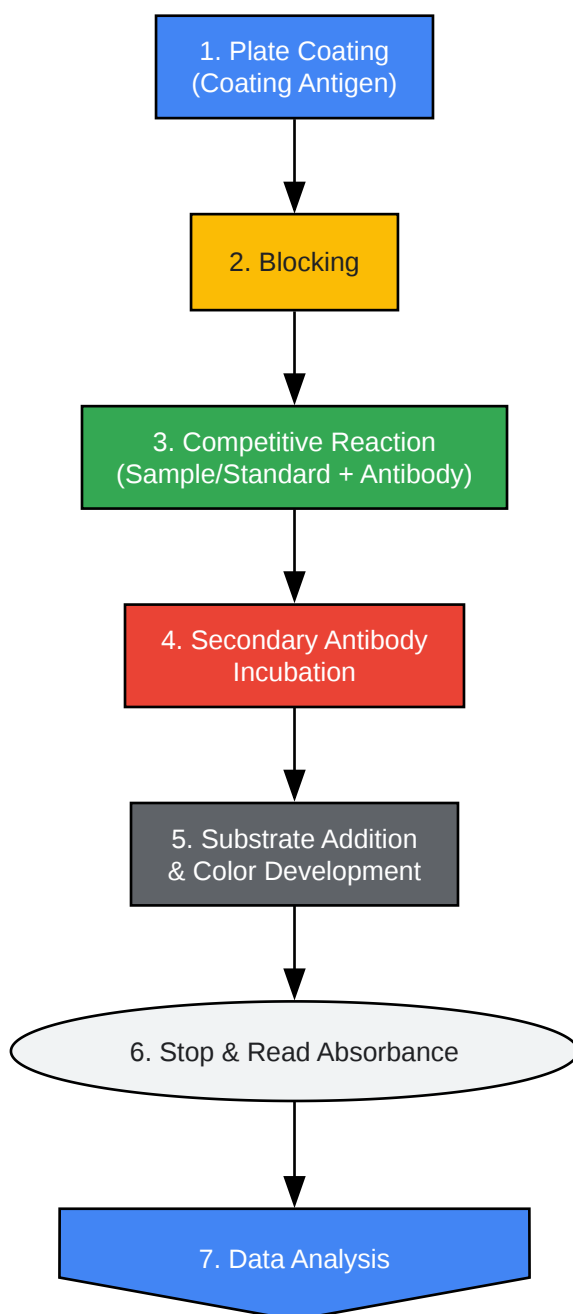 1. Plate Coating
(Coating Antigen)
2. Blocking
3. Competitive Reaction
(Sample/Standard + Antibody)
4. Secondary Antibody
Incubation
5. Substrate Addition
& Color Development
6. Stop & Read Absorbance
7. Data Analysis